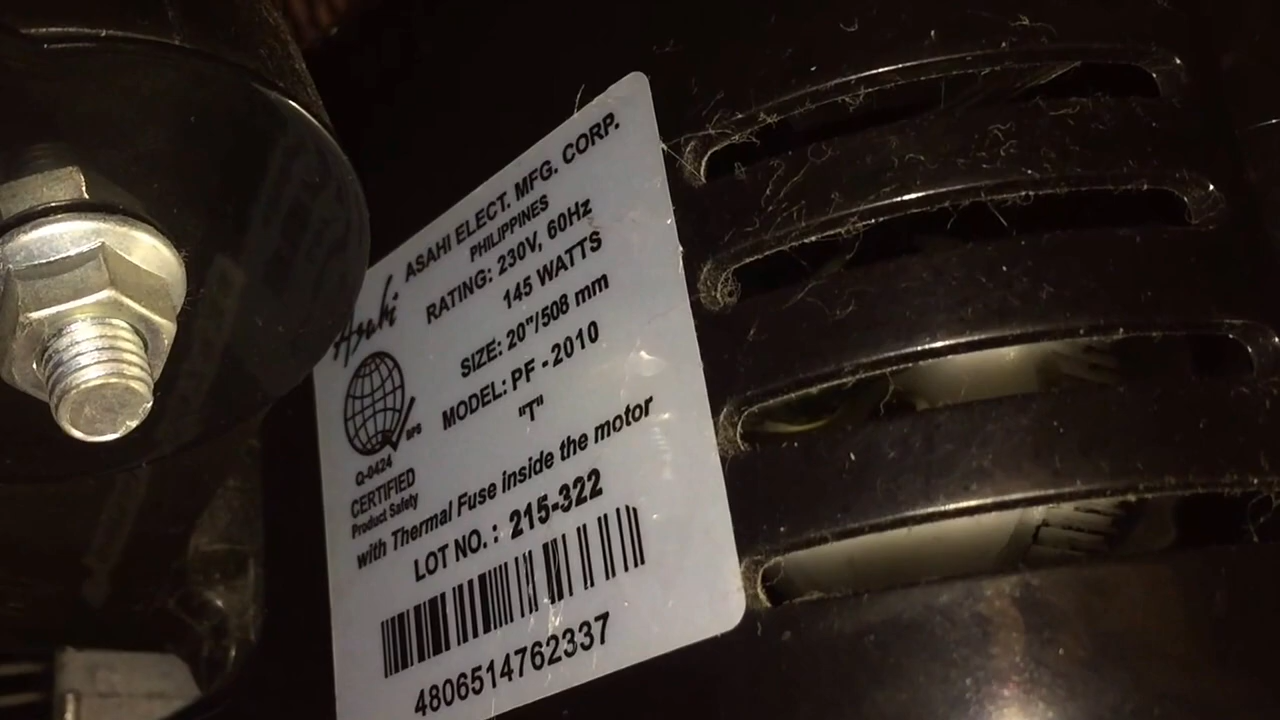 ASAHI ELECT. MFG. CORP.
PHILIPPINES
Asahi
RATING: 230V, 60Hz
145 WATTS
SIZE: 20"/508 mm
MODEL: PF - 2010
"T"
BPS
Q-0424
CERTIFIED
Product Safety
with Thermal Fuse inside the motor
LOT NO. : 215-322
4806514762337